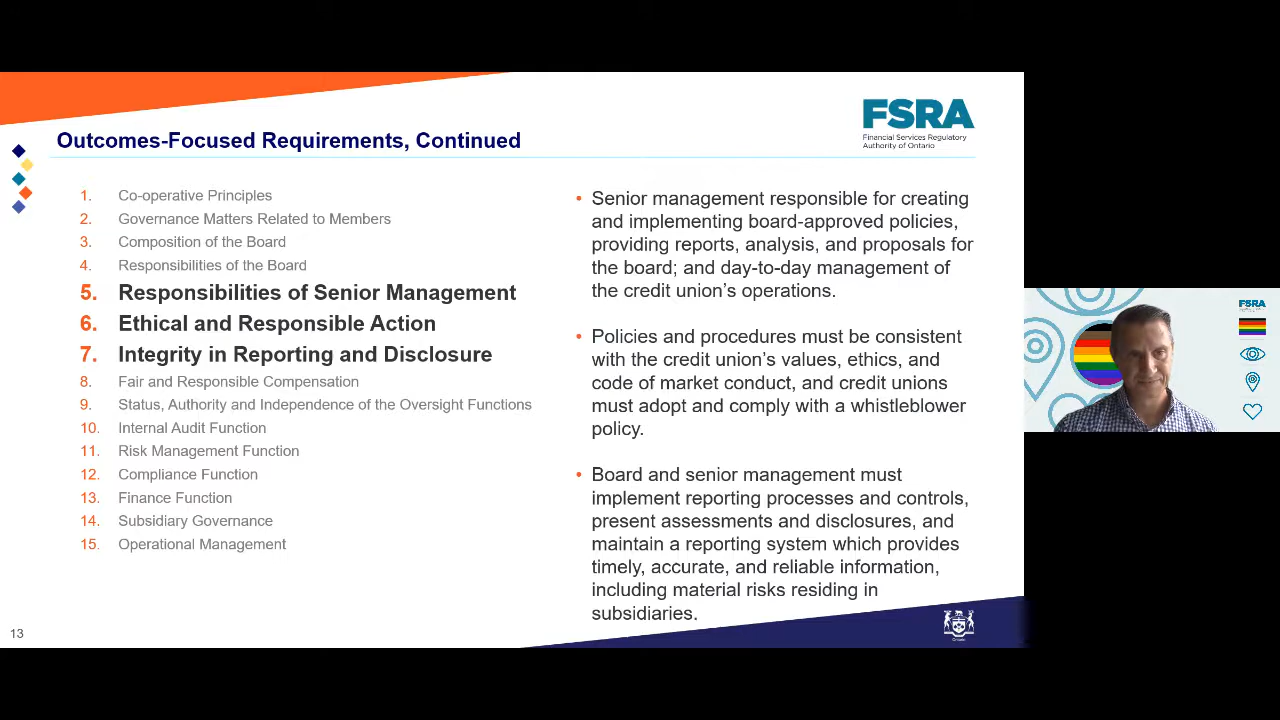 FSRA
Financial Services Regulatory
Authority of Ontario
Outcomes-Focused Requirements, Continued
1. Co-operative Principles
2. Governance Matters Related to Members
3. Composition of the Board
4. Responsibilities of the Board
5. Responsibilities of Senior Management
6. Ethical and Responsible Action
7. Integrity in Reporting and Disclosure
8. Fair and Responsible Compensation
9. Status, Authority and Independence of the Oversight Functions
10. Internal Audit Function
11. Risk Management Function
12. Compliance Function
13. Finance Function
14. Subsidiary Governance
15. Operational Management
• Senior management responsible for creating
and implementing board-approved policies,
providing reports, analysis, and proposals for
the board; and day-to-day management of
the credit union’s operations.
• Policies and procedures must be consistent
with the credit union’s values, ethics, and
code of market conduct, and credit unions
must adopt and comply with a whistleblower
policy.
• Board and senior management must
implement reporting processes and controls,
present assessments and disclosures, and
maintain a reporting system which provides
timely, accurate, and reliable information,
including material risks residing in
subsidiaries.
13
Ontario
FSRA